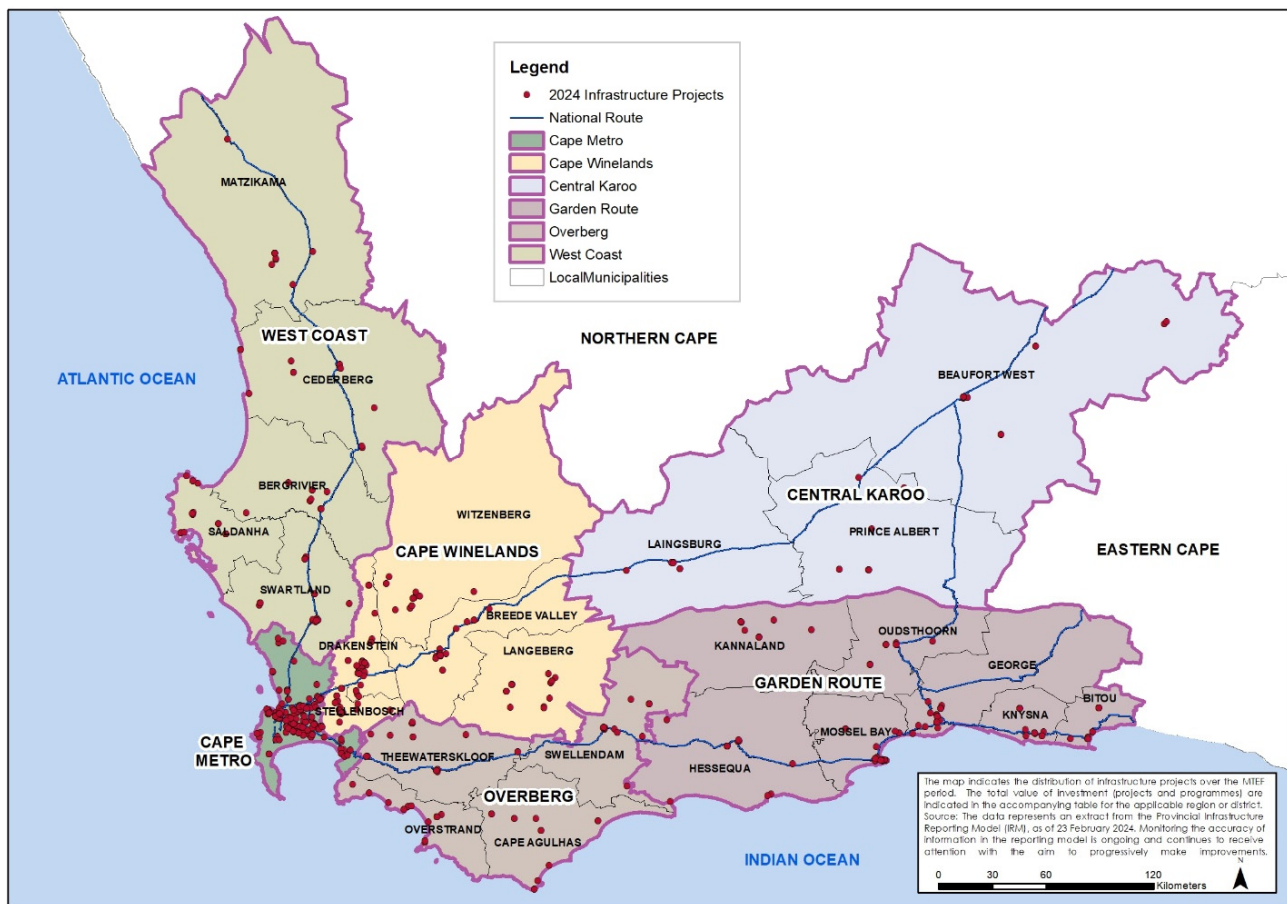 Legend
2024 Infrastructure Projects
National Route
Cape Metro
Cape Winelands
Central Karoo
Garden Route
Overberg
West Coast
LocalMunicipalities
MATZIKAMA
WEST COAST
NORTHERN CAPE
ATLANTIC OCEAN
CEDERBERG
BEAUFORT WEST
BERGRIVIER
CENTRAL KAROO
WITZENBERG
SALDANHA
PRINCE ALBERT
LAINGSBURG
CAPE WINELANDS
EASTERN CAPE
SWARTLAND
BREEDE VALLEY
DRAKENSTEIN
LANGEBERG
KANNALAND
OUDSTHOORN
GEORGE
GARDEN ROUTE
BITOU
STELLENBOSCH
KNYSNA
MOSSEL BAY
CAPE
METRO
THEEWATERSKLOOF
SWELLENDAM
HESSEQUA
OVERBERG
OVERSTRAND
CAPE AGULHAS
INDIAN OCEAN
The map indicates the distribution of infrastructure projects over the MTEF
period. The total value of investment (projects and programmes) are
indicated in the accompanying table for the applicable region or district.
Source: The data represents an extract from the Provincial Infrastructure
Reporting Model (IRM), as of 23 February 2024. Monitoring the accuracy of
information in the reporting model is ongoing and continues to receive
attention with the aim to progressively make improvements.
N
0 30 60 120
Kilometers